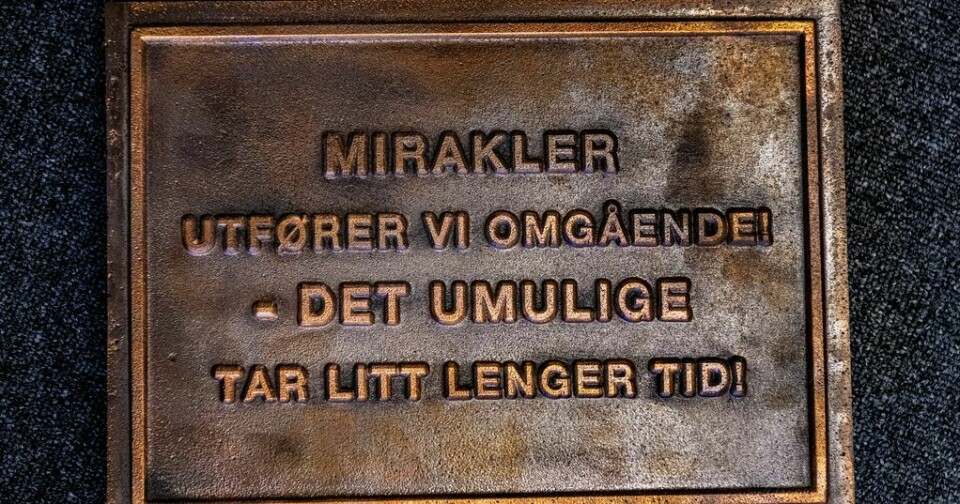 MIRAKLER
UTFØRER VI OMGÅENDE!
- DET UMULIGE
TAR LITT LENGER TID!